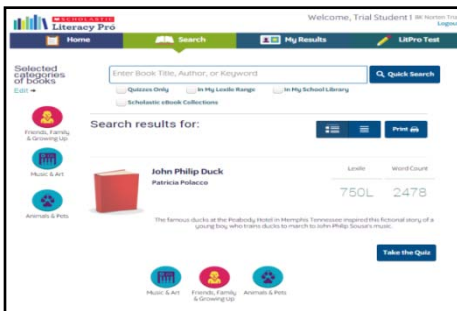 SCHOLASTIC
Literacy Pro
Welcome, Trial Student |
Logout
Home
Search
My Results
LitPro Test
Selected
categories
of books
Edit
Enter Book Title, Author, or Keyword
Quick Search
Quizzes Only
In My Lexile Range
In My School Library
Scholastic eBook Collections
Friends, Family
& Growing Up
Music & Art
Animals & Pets
Search results for:
Print
John Philip Duck
Patricia Polacco
Lexile
Word Count
750L
2478
The famous ducks at the Peabody Hotel in Memphis Tennessee inspired this fictional story of a
young boy who trains ducks to march to John Philip Sousa's music.
Take the Quiz
Music & Art
Friends, Family
& Growing Up
Animals & Pets